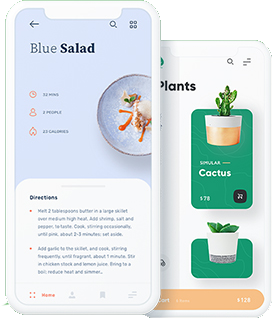 Blue Salad
32 MINS
2 PEOPLE
Directions
Melt 2 tablespoons butter in a large skillet
over medium high heat. Add shrimp, salt and
pepper, to taste. Cook, stirring occasionally,
until pink, about 2-3 minutes; set aside.
Add garlic to the skillet, and cook, stirring
frequently, until fragrant, about 1 minute. Stir
in chicken stock and lemon juice. Bring to a
boil; reduce heat and simmer..
Home
Plants
SIMULAR
Cactus
$78
$128